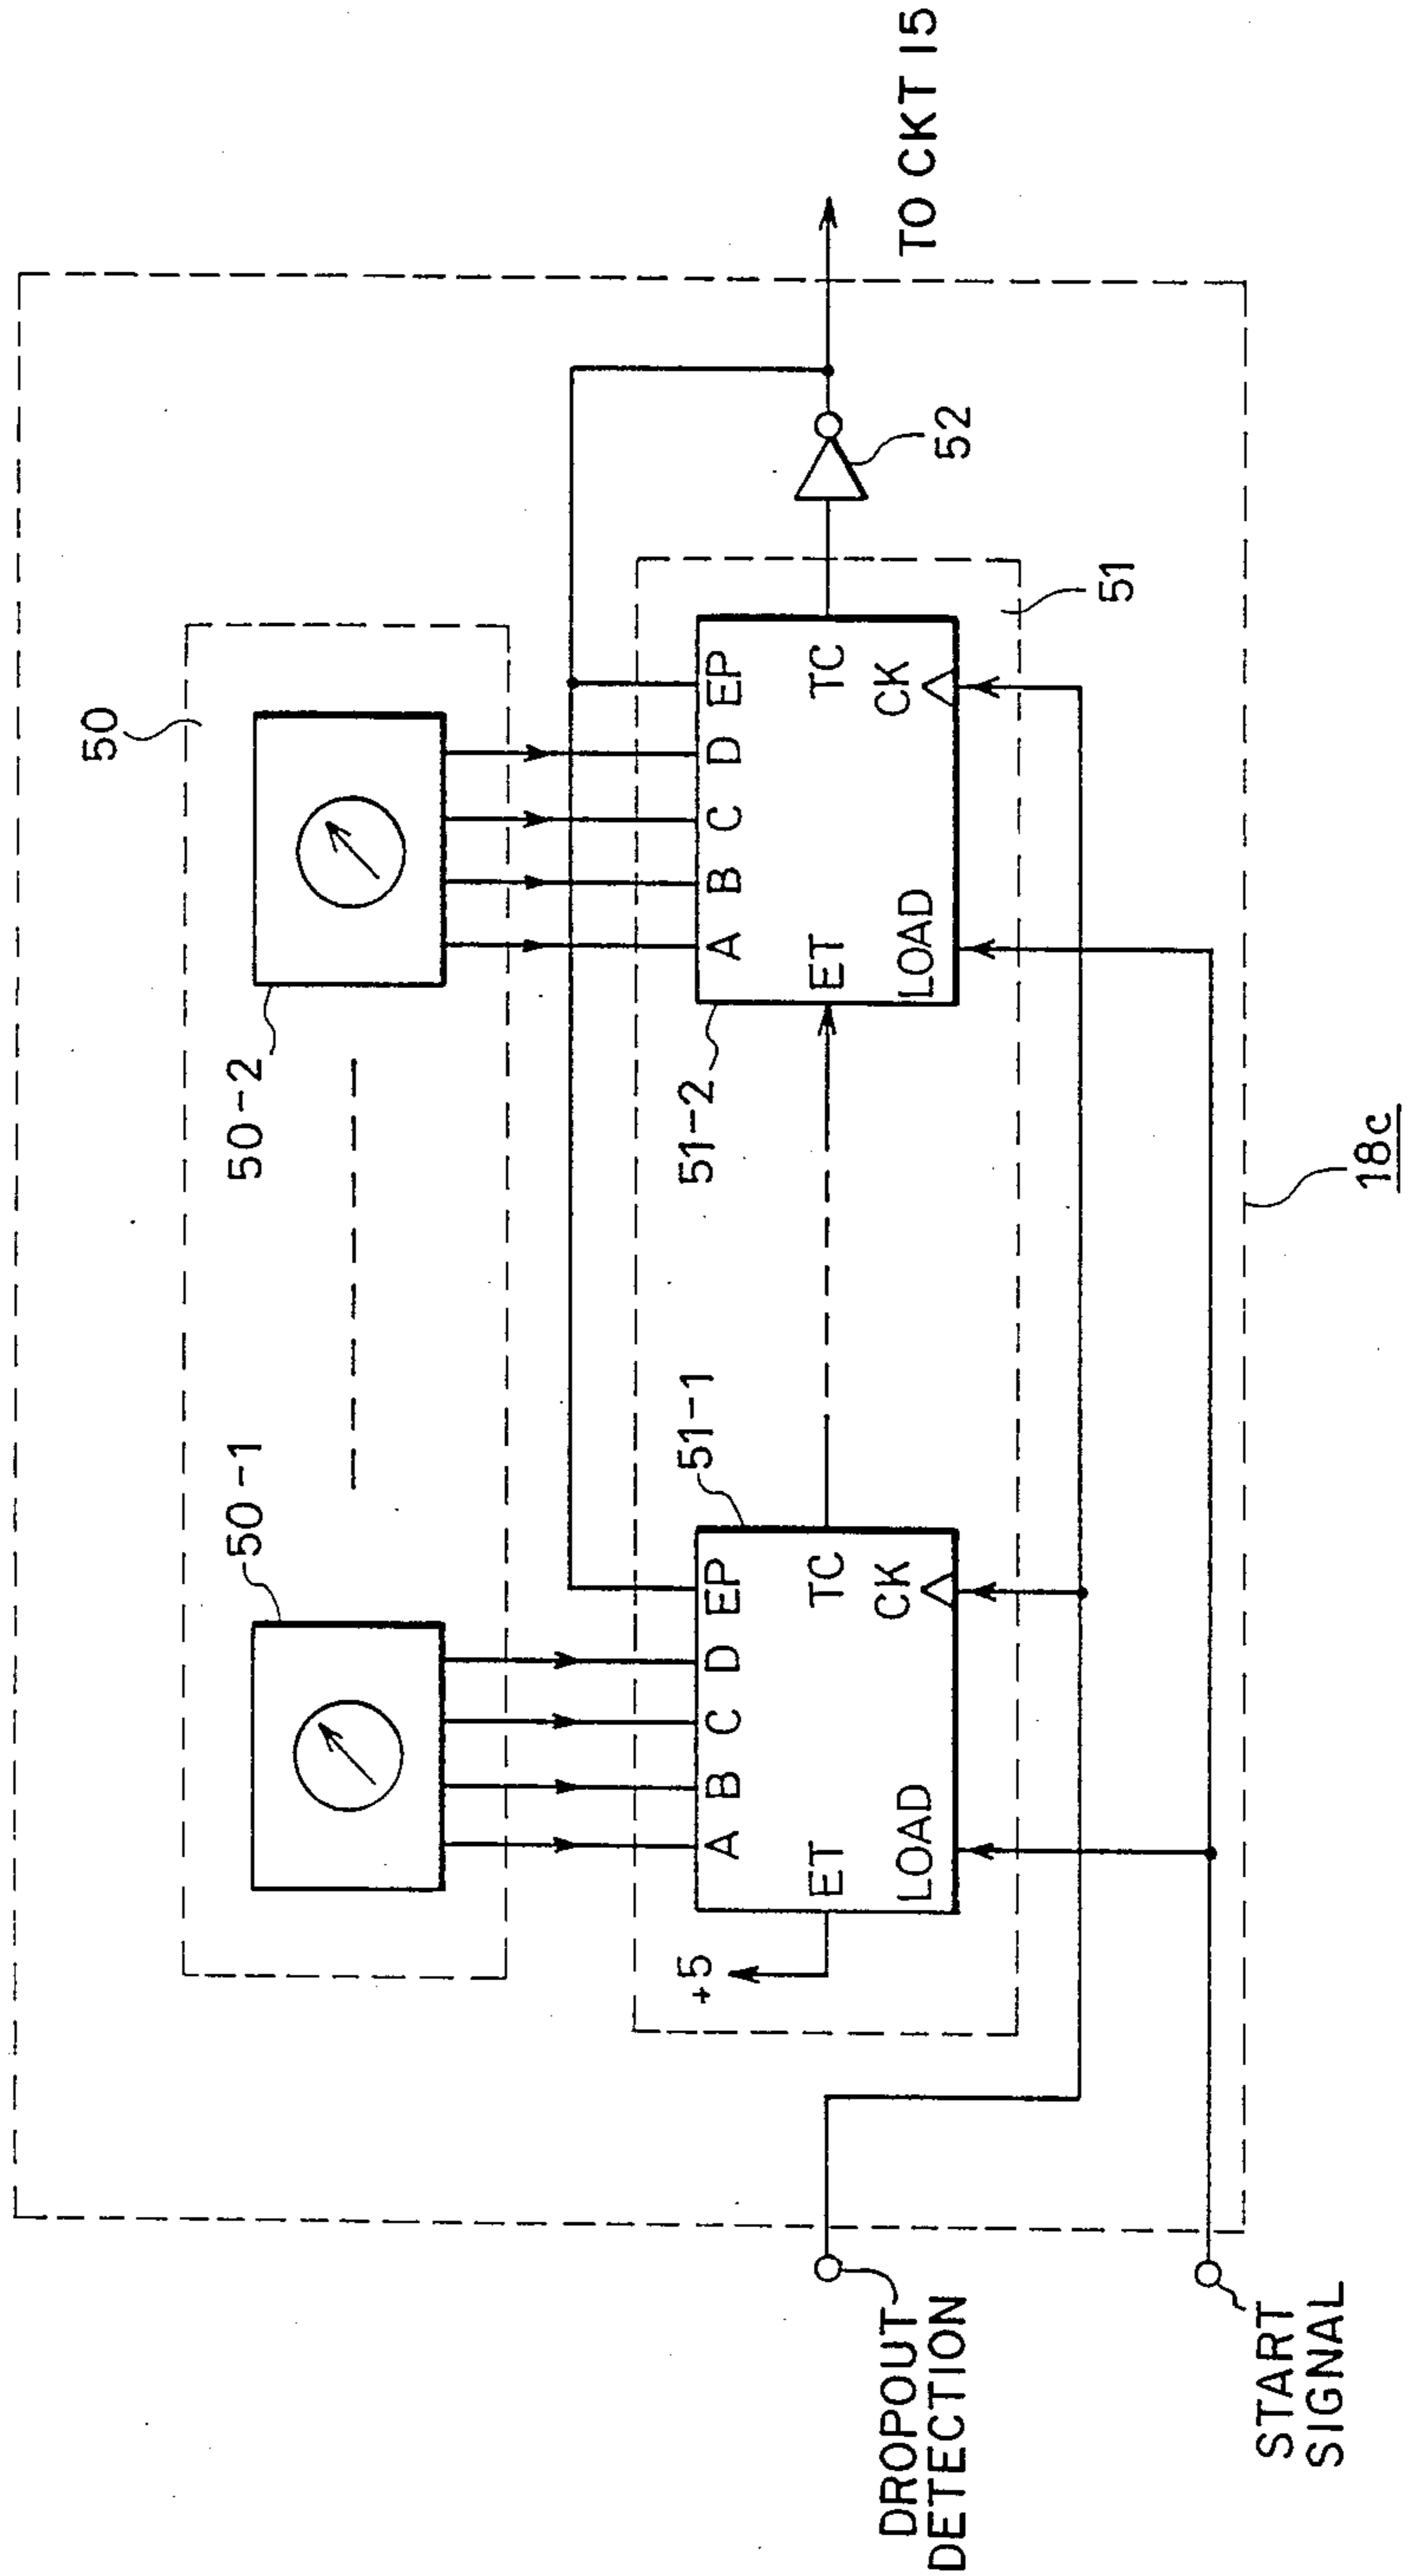 50
50-1
50-2
A B C D EP
ET TC
LOAD CK
51-1
+5
A B C D EP
ET TC
LOAD CK
51-2
51
52
TO CKT 15
DROPOUT
DETECTION
START
SIGNAL
18c